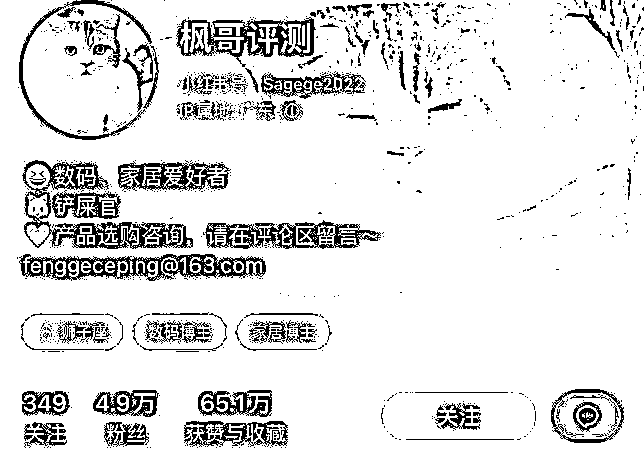 枫哥评测
小红书号：Sagege2022
IP属地：广东
数码、家居爱好者
铲屎官
产品选购咨询，请在评论区留言～
fenggeceping@163.com
狮子座 数码博主 家居博主
349 4.9万 65.1万 关注
关注 粉丝 获赞与收藏